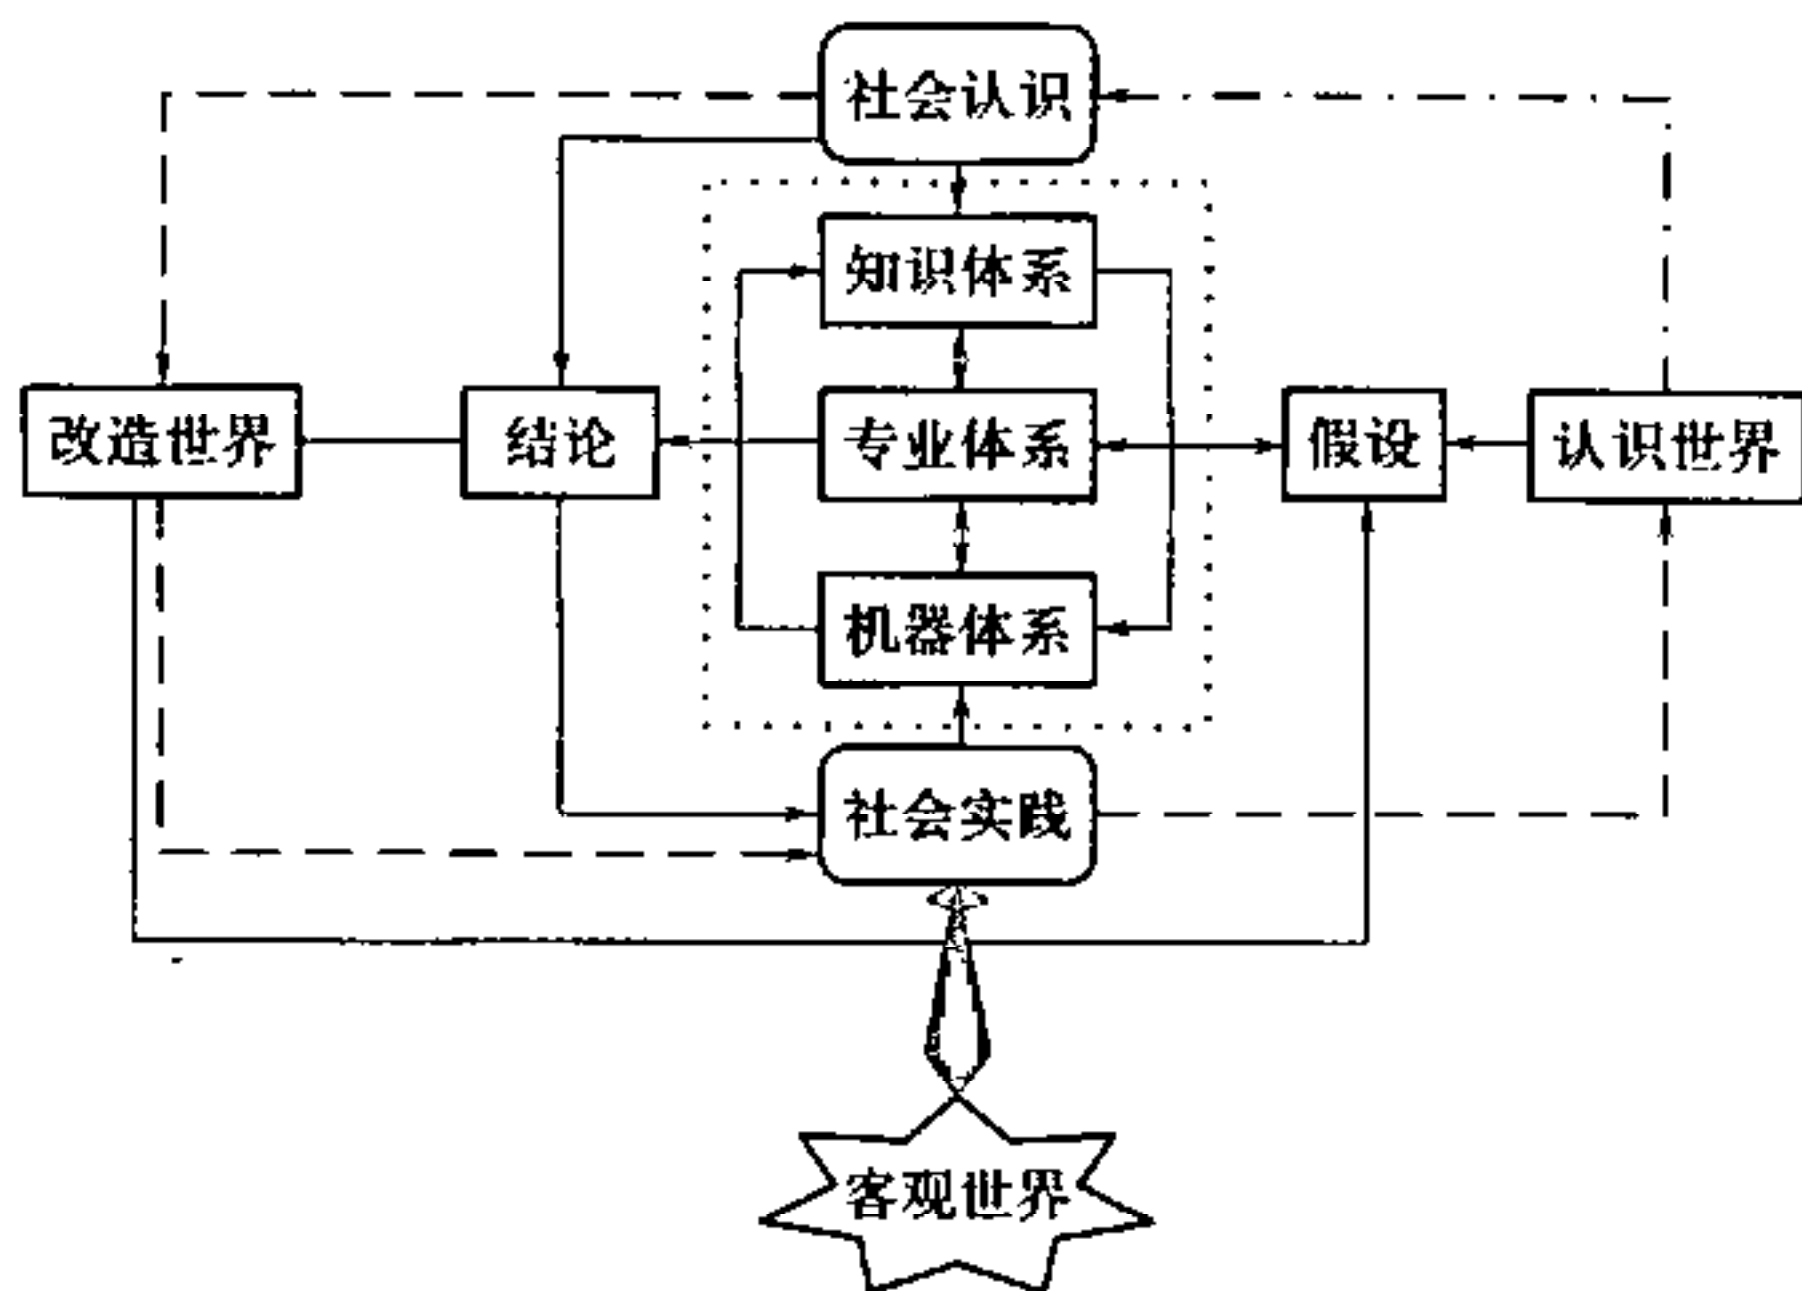 社会认识
知识体系
改造世界
结论
专业体系
假设
认识世界
机器体系
社会实践
客观世界